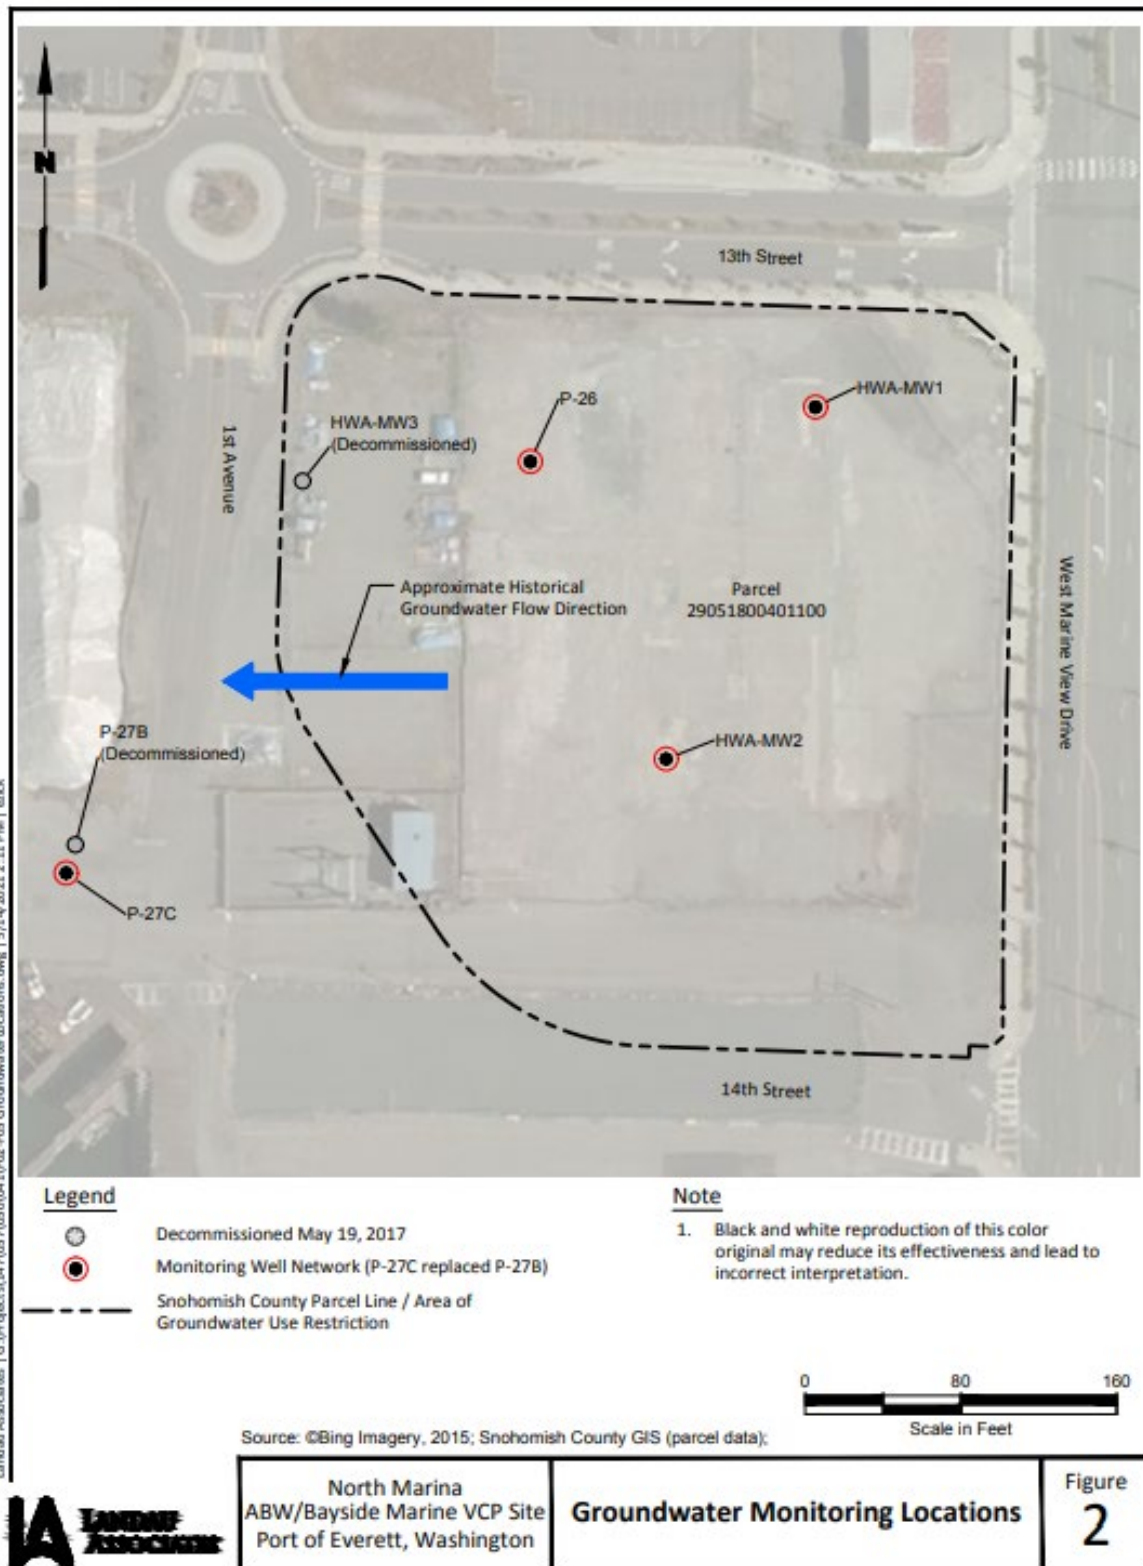 N
13th Street
HWA-MW1
P-26
HWA-MW3
(Decommissioned)
1st Avenue
Approximate Historical
Groundwater Flow Direction
Parcel
29051800401100
West Marine View Drive
P-27B
(Decommissioned)
HWA-MW2
P-27C
14th Street
Legend
Decommissioned May 19, 2017
Monitoring Well Network (P-27C replaced P-27B)
Snohomish County Parcel Line / Area of
Groundwater Use Restriction
Note
1. Black and white reproduction of this color
original may reduce its effectiveness and lead to
incorrect interpretation.
0 80 160
Scale in Feet
Source: ©Bing Imagery, 2015; Snohomish County GIS (parcel data);
LA LANDAU
ASSOCIATES
North Marina
ABW/Bayside Marine VCP Site
Port of Everett, Washington
Groundwater Monitoring Locations
Figure
2